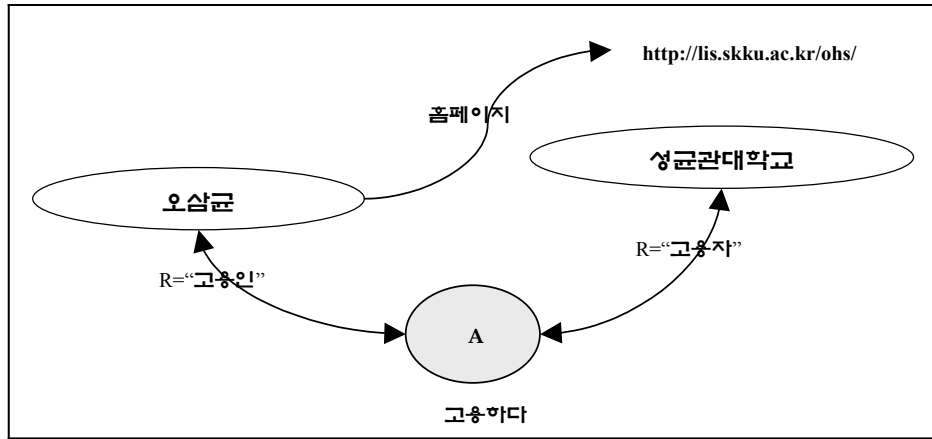 http://lis.skku.ac.kr/ohs/
홈페이지
성균관대학교
오삼균
R=“고용자”
R=“고용인”
A
고용하다